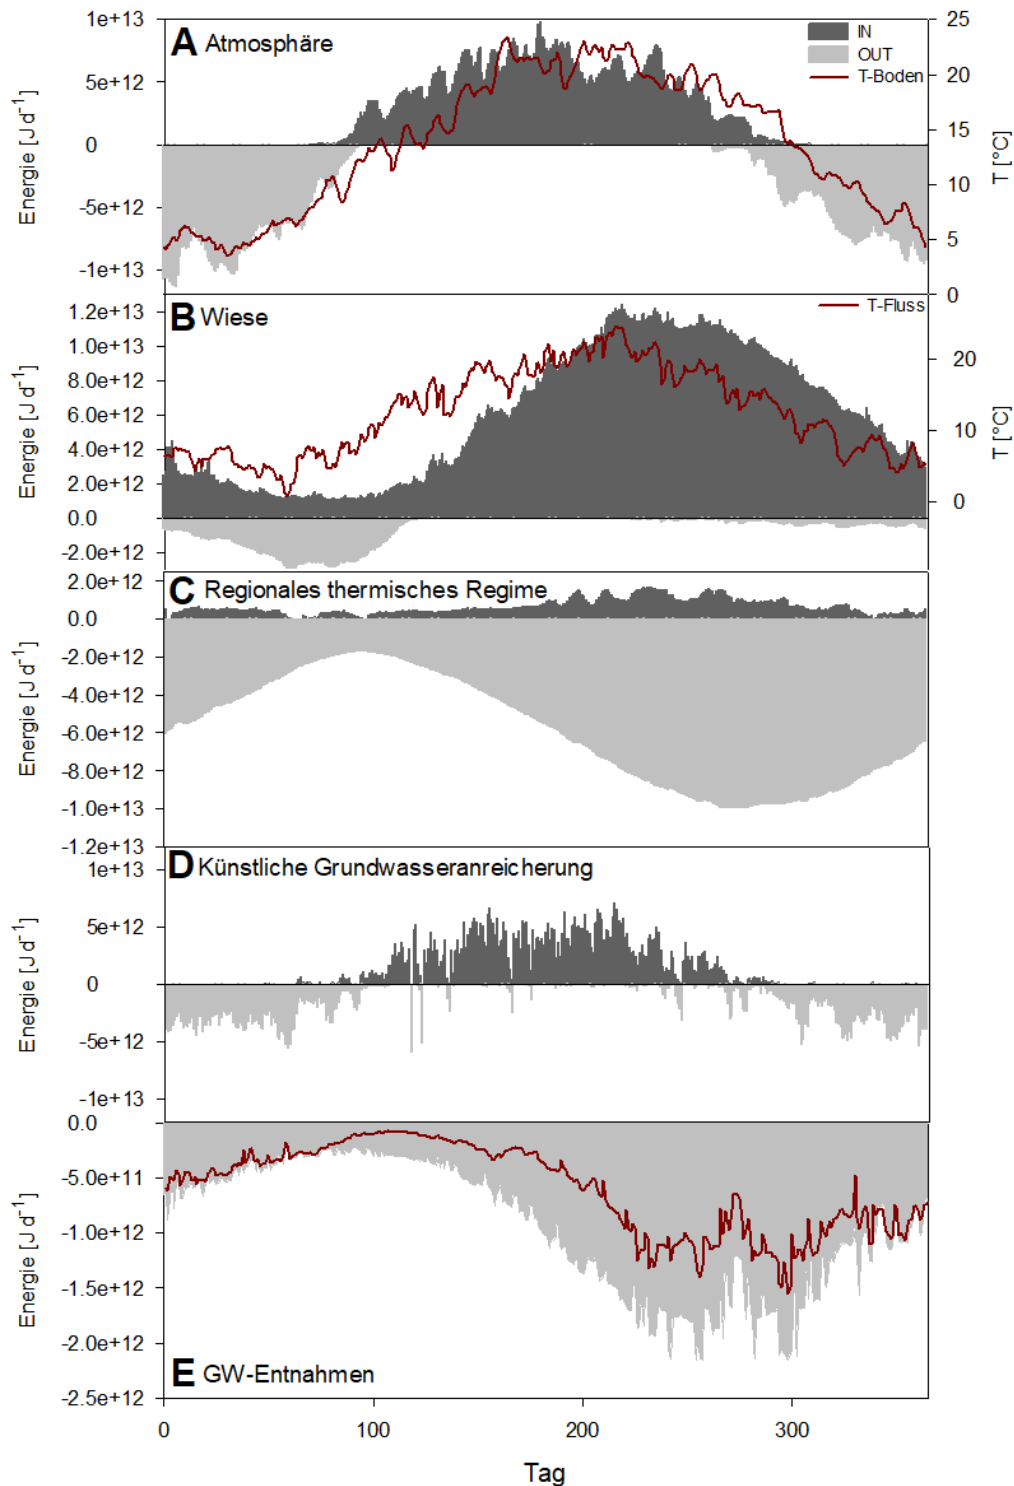 A Atmosphäre
IN
OUT
T-Boden
1e+13
5e+12
0
-5e+12
-1e+13
Energie [J d⁻¹]
25
20
15
10
5
0
T [°C]
B Wiese
T-Fluss
1.2e+13
1.0e+13
8.0e+12
6.0e+12
4.0e+12
2.0e+12
0.0
-2.0e+12
Energie [J d⁻¹]
20
10
0
T [°C]
C Regionales thermisches Regime
2.0e+12
0.0
-2.0e+12
-4.0e+12
-6.0e+12
-8.0e+12
-1.0e+13
-1.2e+13
Energie [J d⁻¹]
D Künstliche Grundwasseranreicherung
1e+13
5e+12
0
-5e+12
-1e+13
Energie [J d⁻¹]
0.0
-5.0e+11
-1.0e+12
-1.5e+12
-2.0e+12
-2.5e+12
Energie [J d⁻¹]
E GW-Entnahmen
0
100
200
300
Tag